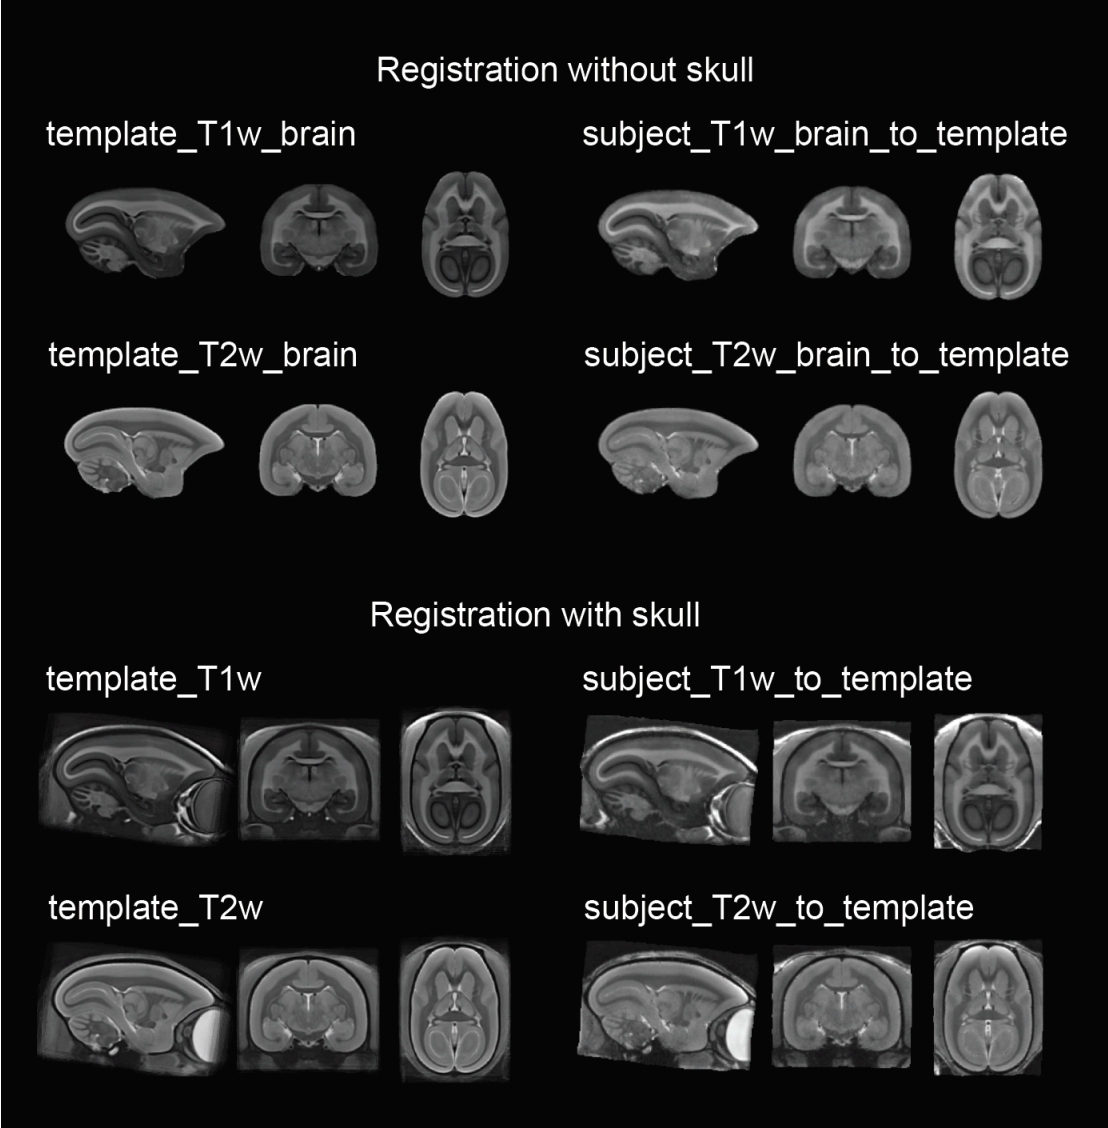 Registration without skull
template_T1w_brain
subject_T1w_brain_to_template
template_T2w_brain
subject_T2w_brain_to_template
Registration with skull
template_T1w
subject_T1w_to_template
template_T2w
subject_T2w_to_template